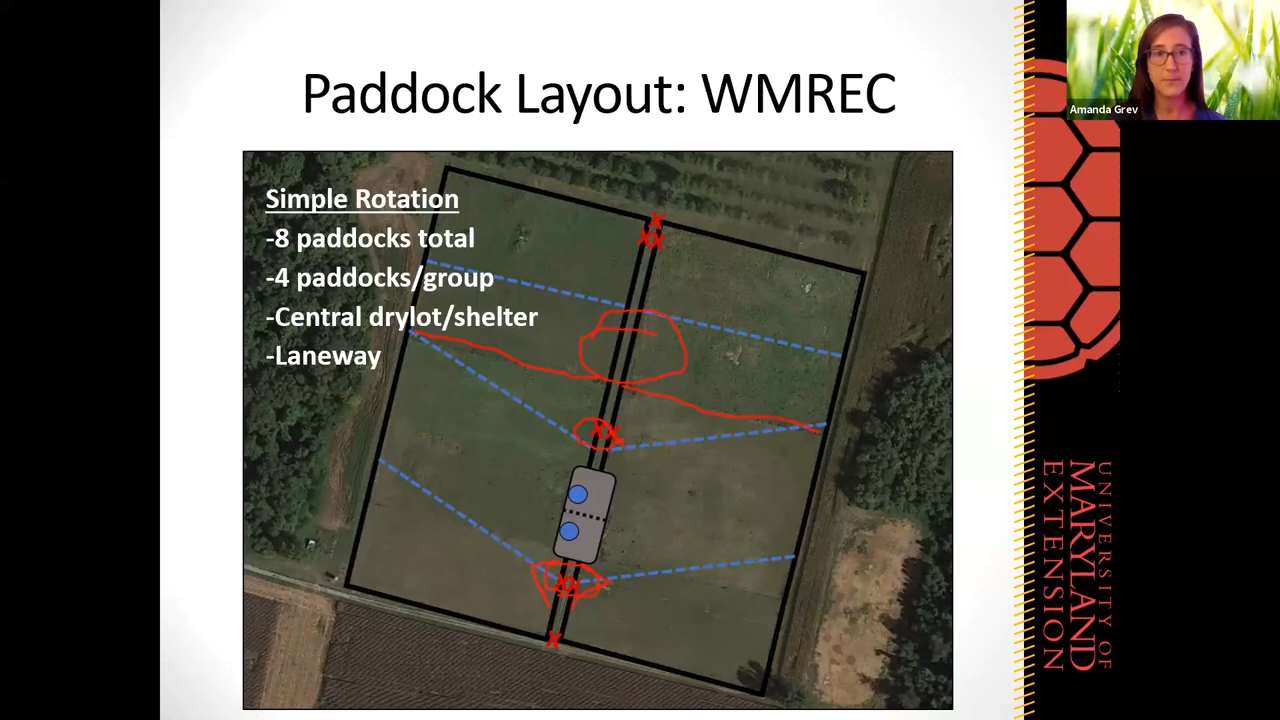 Paddock Layout: WMREC
Simple Rotation
-8 paddocks total
-4 paddocks/group
-Central drylot/shelter
-Laneway
Amanda Grev
UNIVERSITY OF
MARYLAND
EXTENSION